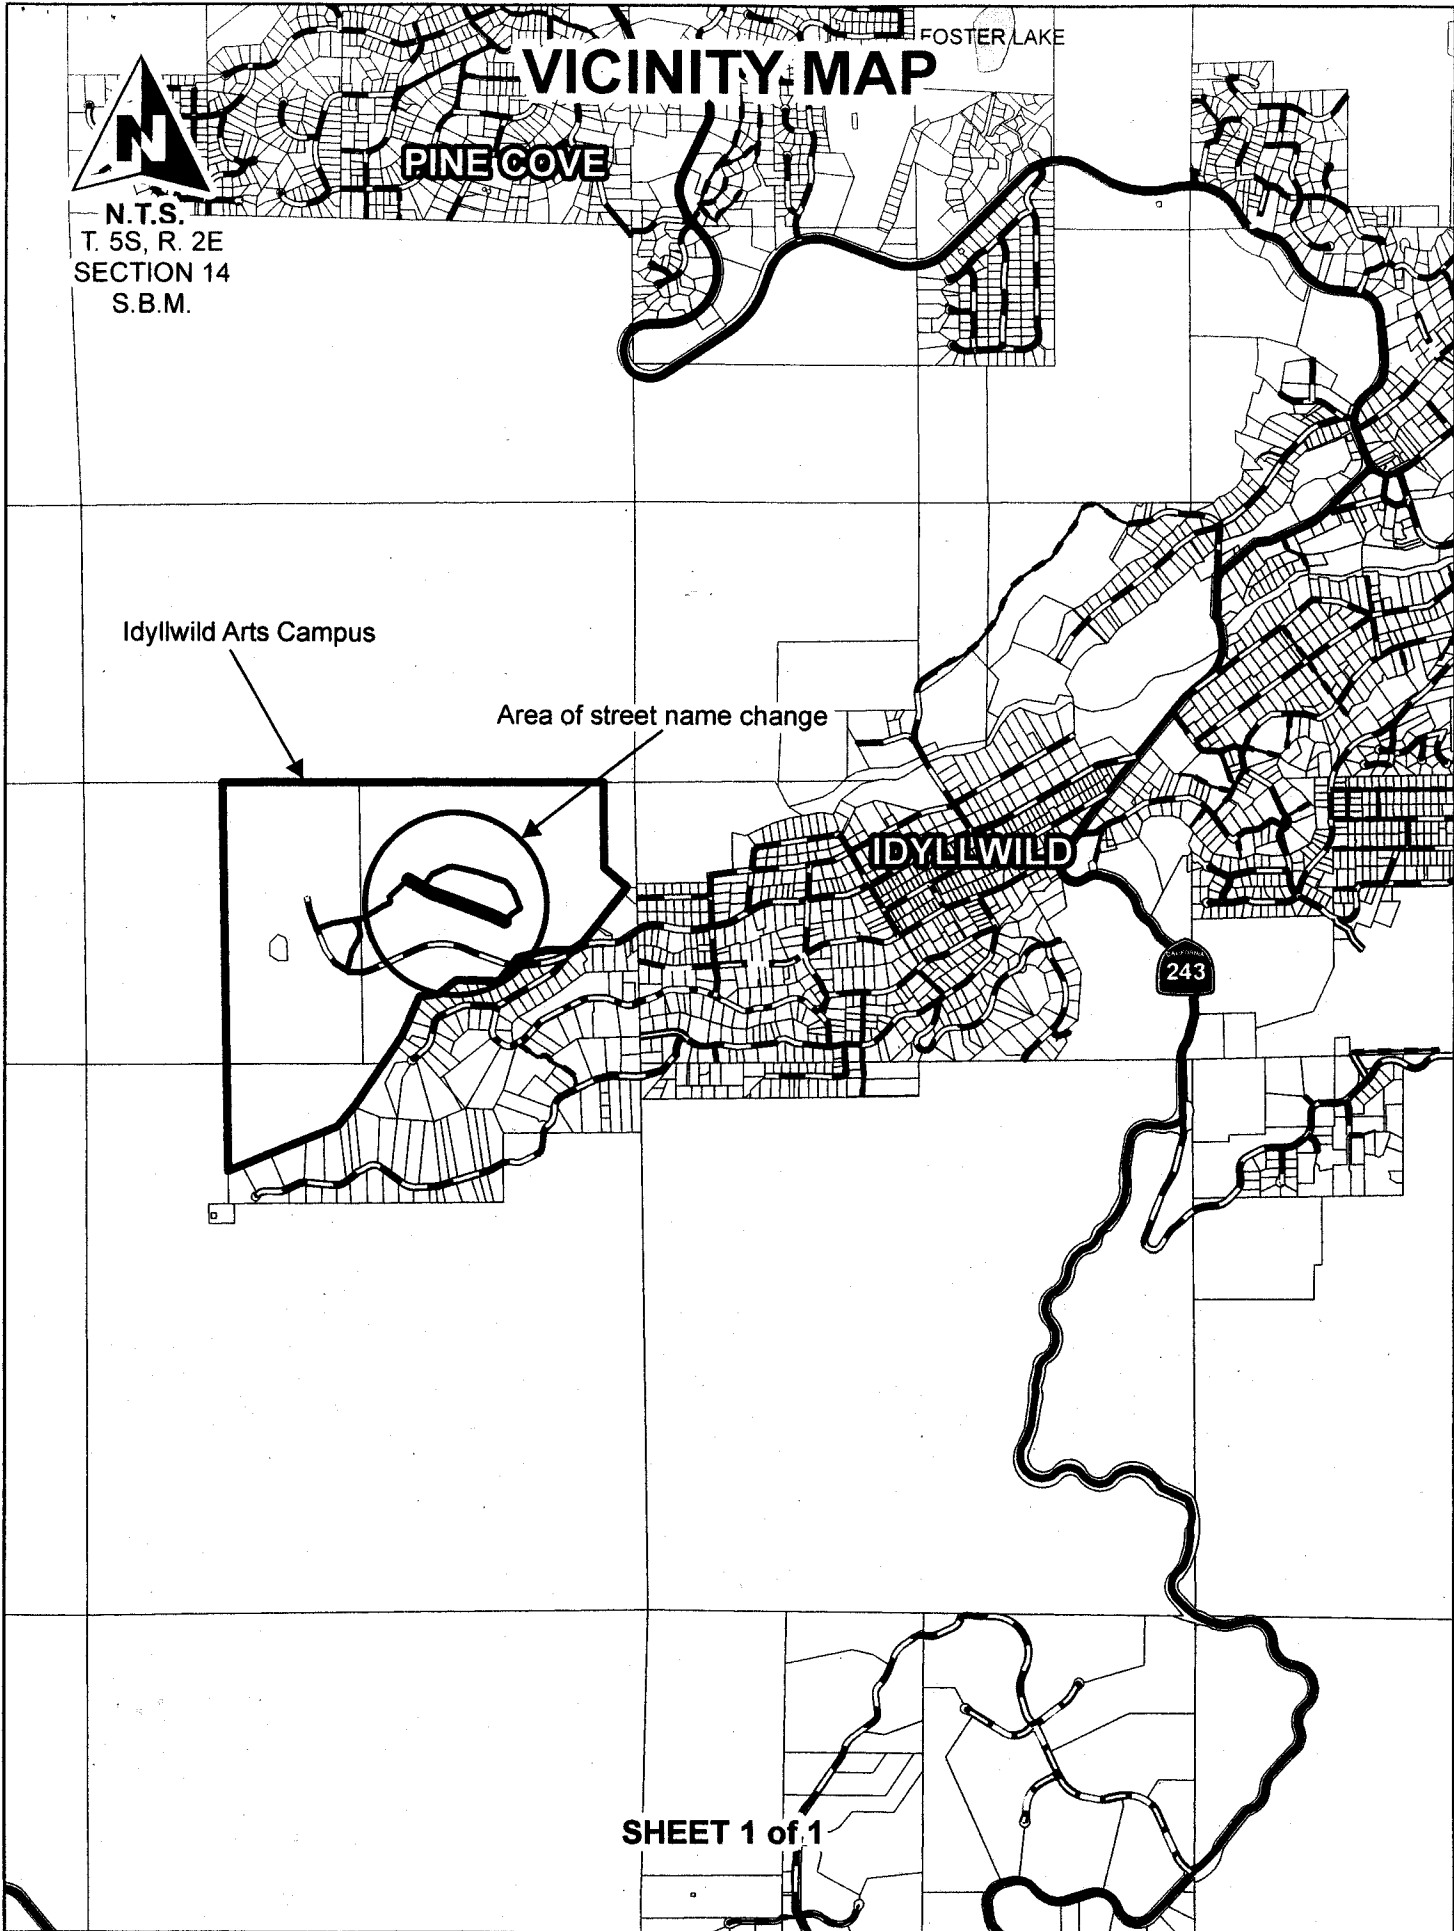 FOSTER LAKE
VICINITY MAP
N
PINE COVE
N.T.S.
T. 5S, R. 2E
SECTION 14
S.B.M.
Idyllwild Arts Campus
Area of street name change
IDYLLWILD
CALIFORNIA
243
SHEET 1 of 1